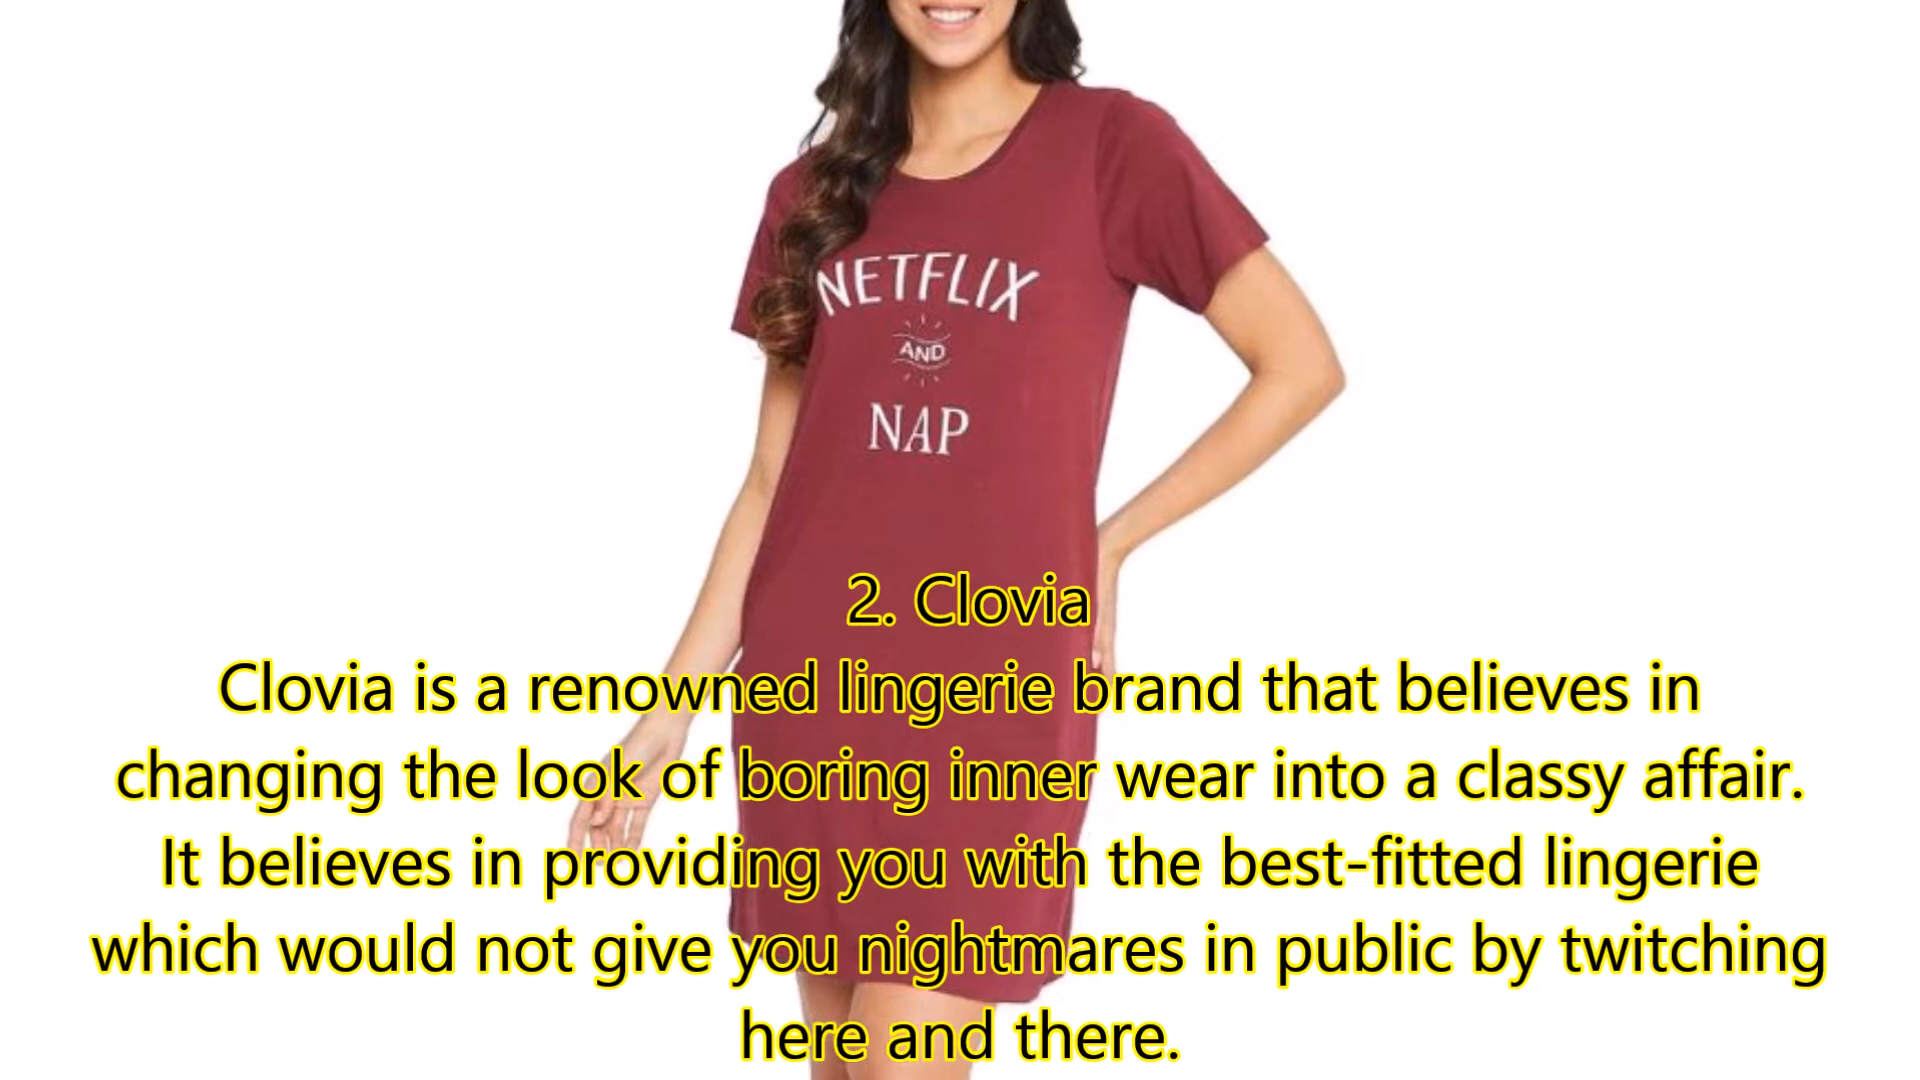 NETFLIX
AND
NAP
2. Clovia
Clovia is a renowned lingerie brand that believes in
changing the look of boring inner wear into a classy affair.
It believes in providing you with the best-fitted lingerie
which would not give you nightmares in public by twitching
here and there.